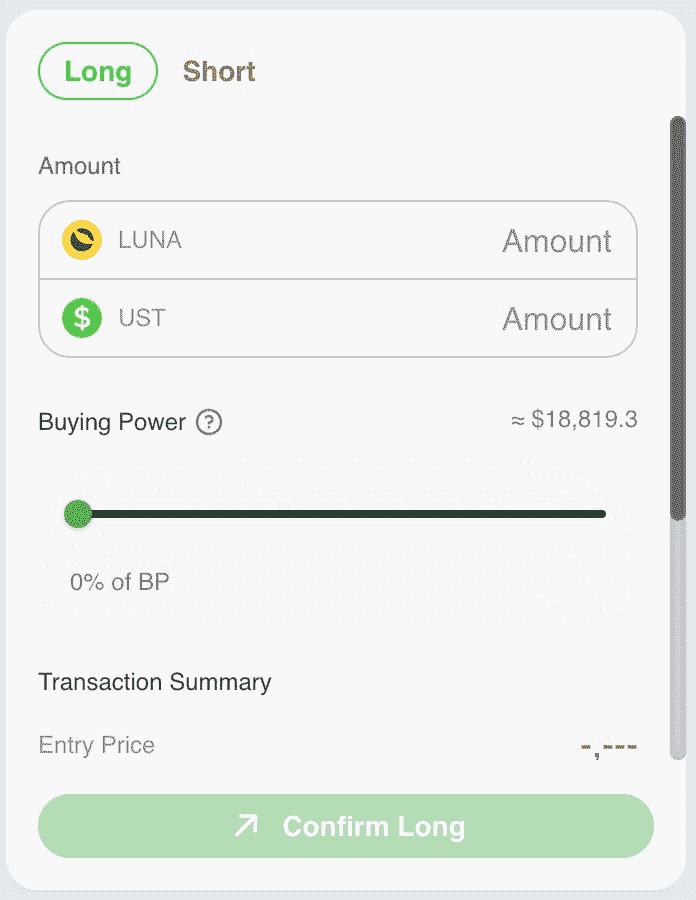 Long Short
Amount
LUNA Amount
$ UST Amount
Buying Power ? ≈ $18,819.3
0% of BP
Transaction Summary
Entry Price -,---
Confirm Long